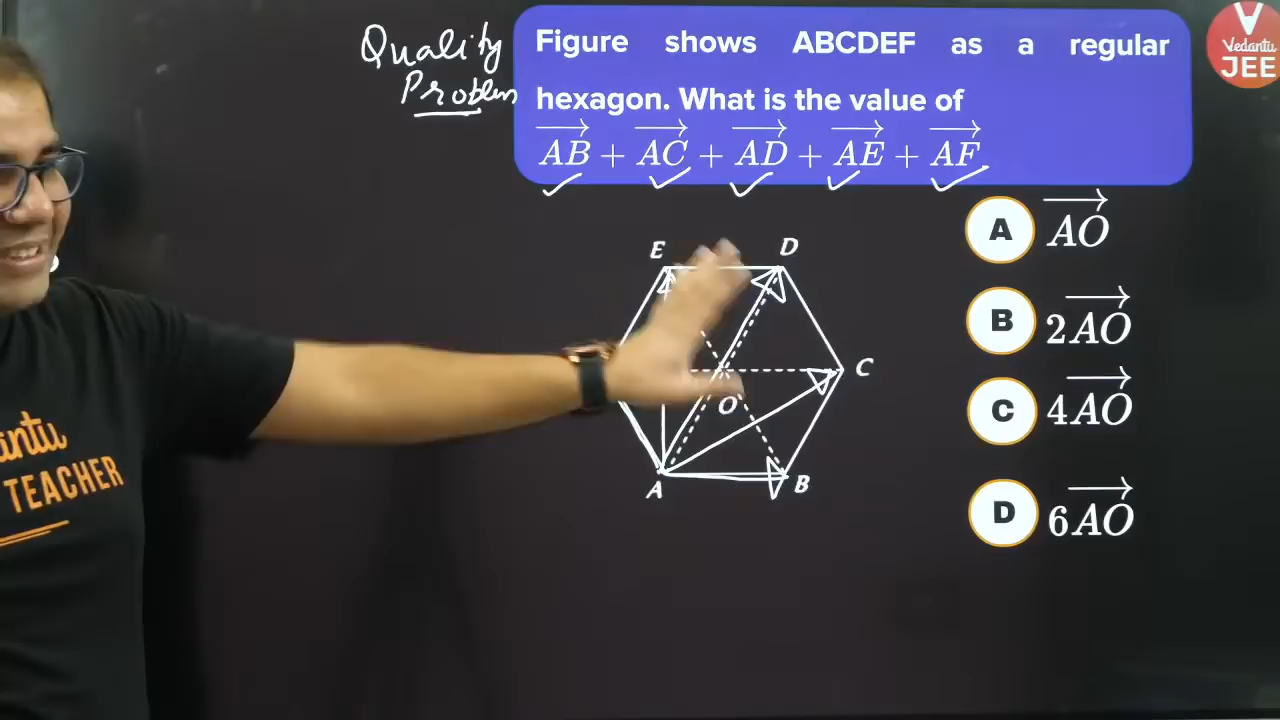 Quality
Problem
Figure shows ABCDEF as a regular
hexagon. What is the value of
AB + AC + AD + AE + AF
Vedantu
JEE
A AO
B 2AO
C 4AO
D 6AO
E D
C
O
A B
TEACHER